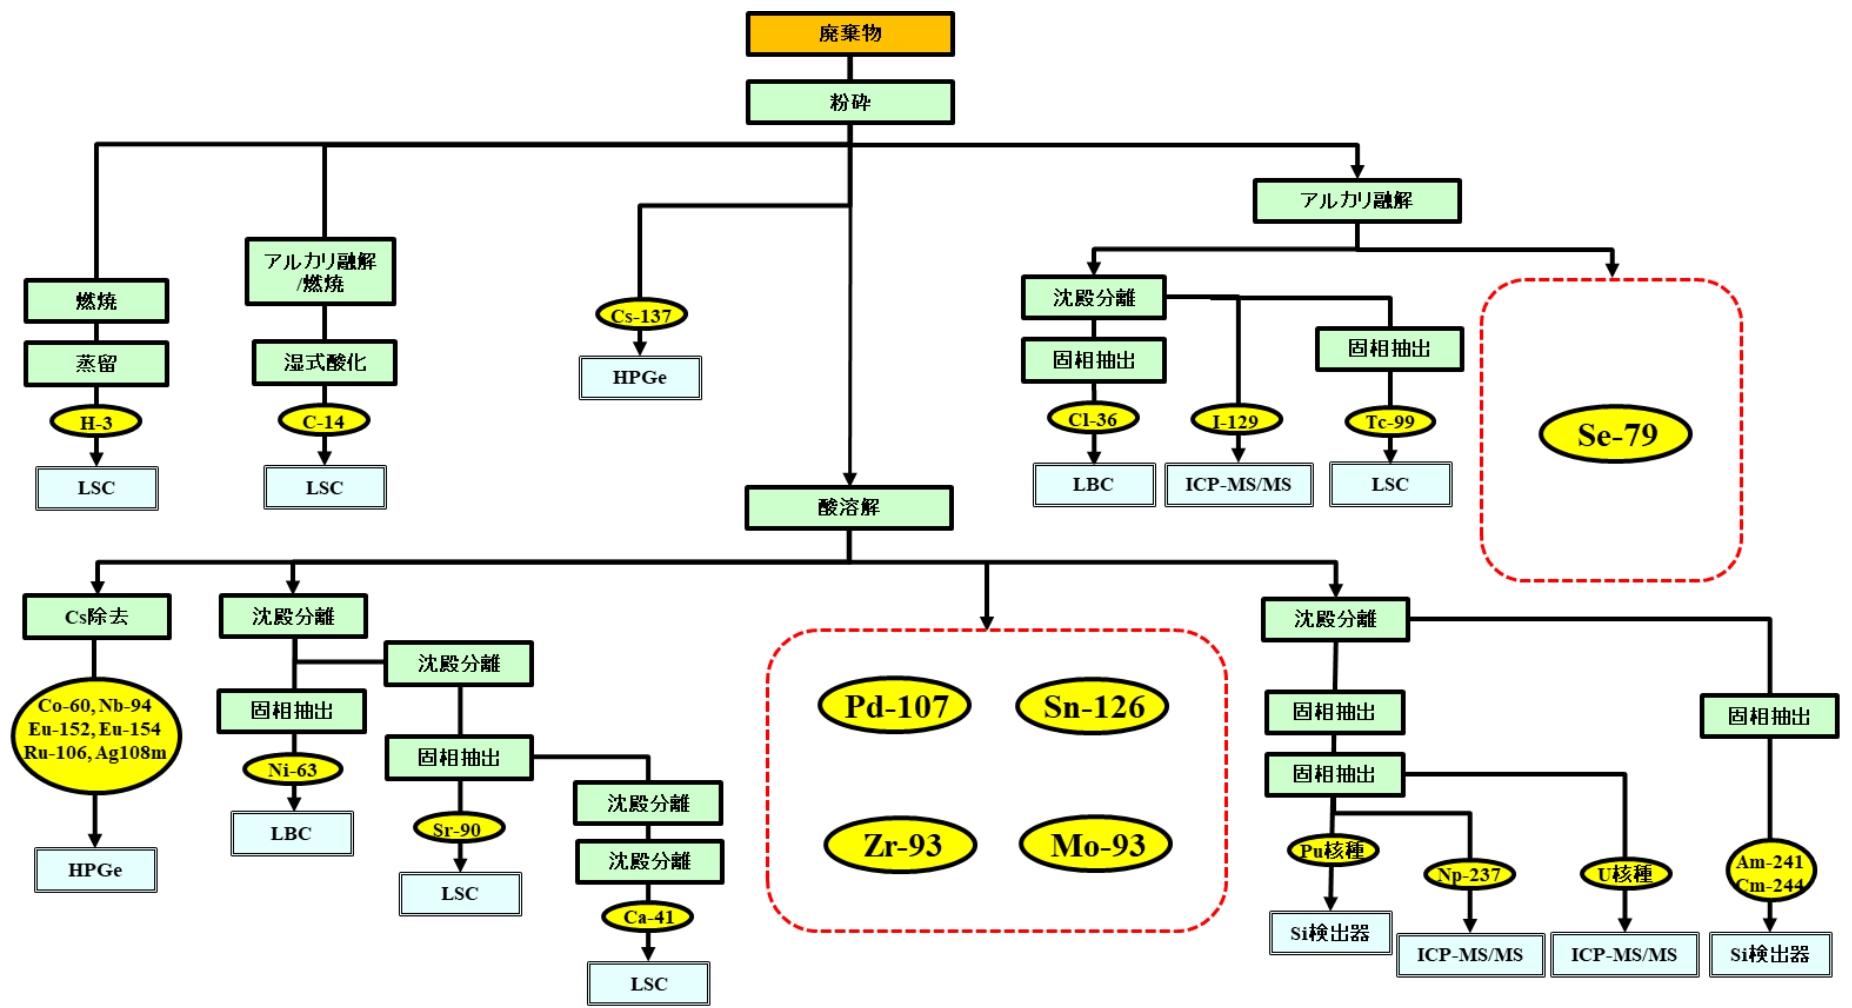 廃棄物
粉砕
アルカリ融解
アルカリ融解
/燃焼
燃焼
蒸留
湿式酸化
H-3
C-14
LSC
LSC
Cs-137
HPGe
沈殿分離
固相抽出
固相抽出
Cl-36
I-129
Tc-99
LBC
ICP-MS/MS
LSC
Se-79
酸溶解
Cs除去
Co-60, Nb-94
Eu-152, Eu-154
Ru-106, Ag108m
HPGe
沈殿分離
沈殿分離
固相抽出
Ni-63
LBC
固相抽出
Sr-90
LSC
沈殿分離
沈殿分離
Ca-41
LSC
Pd-107
Sn-126
Zr-93
Mo-93
沈殿分離
固相抽出
固相抽出
固相抽出
Pu核種
Np-237
U核種
Am-241
Cm-244
Si検出器
ICP-MS/MS
ICP-MS/MS
Si検出器